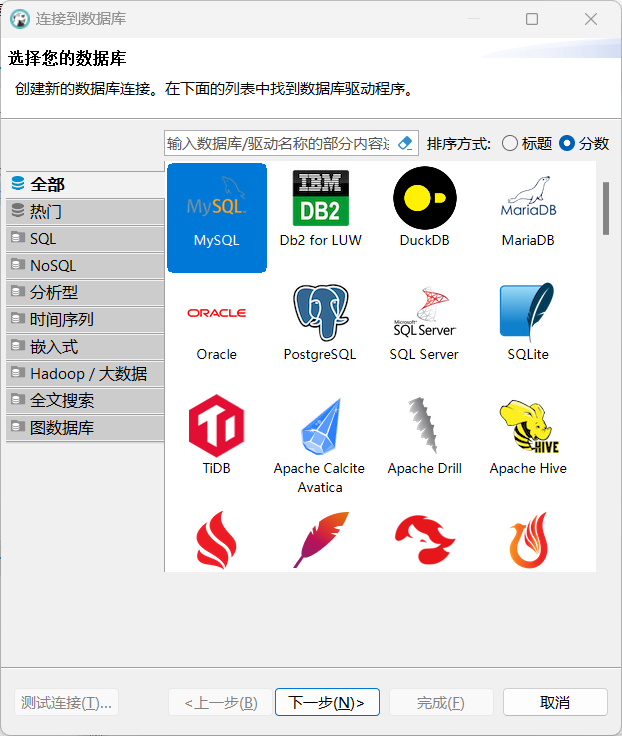 连接到数据库
选择您的数据库
创建新的数据库连接。在下面的列表中找到数据库驱动程序。
输入数据库/驱动名称的部分内容
排序方式: 标题 分数
全部
热门
SQL
NoSQL
分析型
时间序列
嵌入式
Hadoop / 大数据
全文搜索
图数据库
MySQL
MySQL
IBM
DB2
Db2 for LUW
DuckDB
MariaDB
MariaDB
ORACLE
Oracle
PostgreSQL
Microsoft
SQL Server
SQL Server
SQLite
TiDB
Apache Calcite
Avatica
Apache Drill
HIVE
Apache Hive
测试连接(T)...
<上一步(B)
下一步(N)>
完成(F)
取消